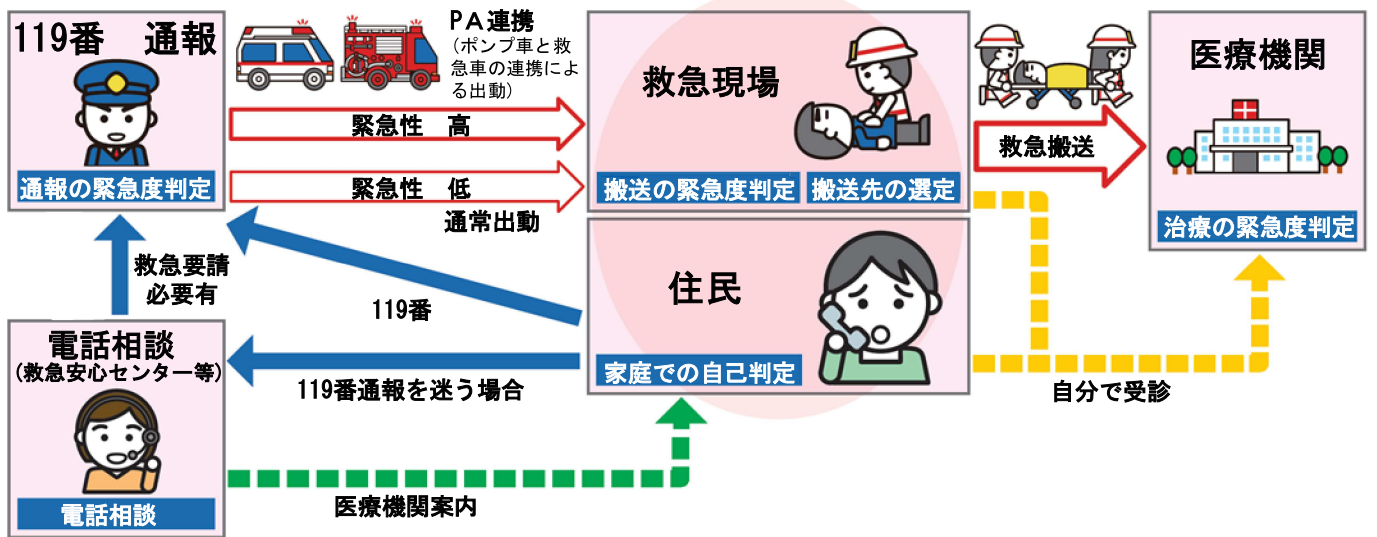 119番　通報
通報の緊急度判定
PA連携
（ポンプ車と救
急車の連携によ
る出動）
緊急性　高
緊急性　低
通常出動
救急現場
搬送の緊急度判定
搬送先の選定
救急搬送
医療機関
治療の緊急度判定
救急要請
必要有
119番
住民
家庭での自己判定
電話相談
(救急安心センター等)
電話相談
119番通報を迷う場合
自分で受診
医療機関案内